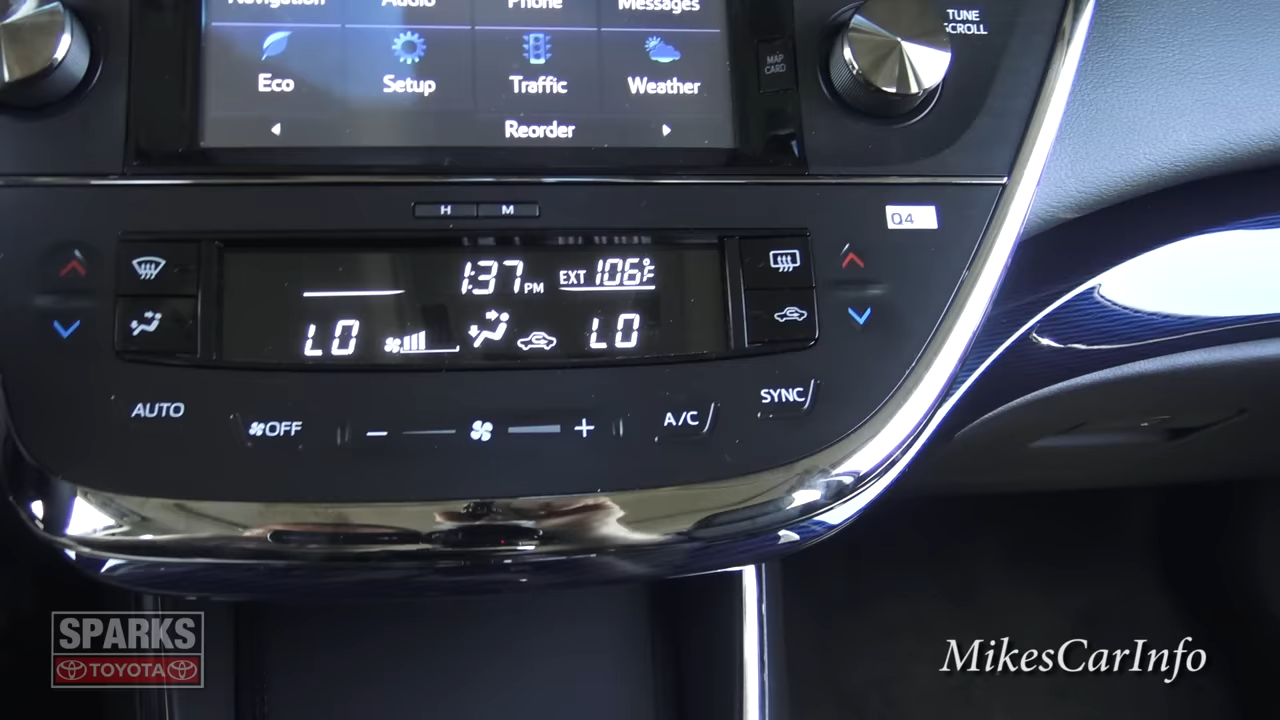 Navigation Audio Phone Messages
TUNE
SCROLL
MAP
CARD
Eco Setup Traffic Weather
Reorder
H M
Q4
1:37 PM EXT 106°F
LO LO
AUTO
OFF
A/C
SYNC
SPARKS
TOYOTA
MikesCarInfo